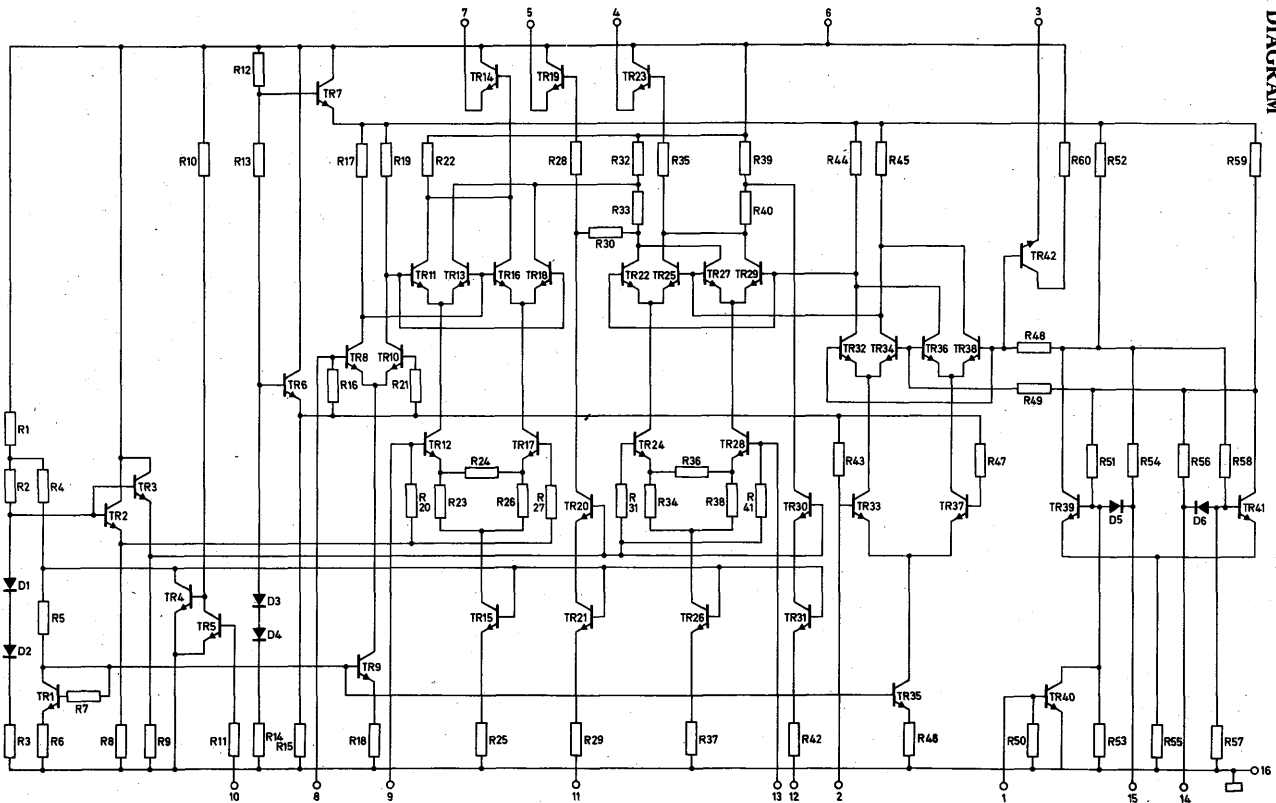 DIAGRAM
7 5 4 6 3
R12 TR7 TR14 TR19 TR23
R10 R13 R17 R19 R22 R28 R32 R35 R39 R44 R45 R60 R52 R59
R33 R40
R30
TR42
TR11 TR13 TR16 TR18 TR22 TR25 TR27 TR29
TR8 TR10 TR32 TR34 TR36 TR38 R48
R16 R21
TR6 R49
R1
TR12 TR17 TR24 TR28
R2 R4 R24 R36 R43 R47 R51 R54 R56 R58
TR3
R20 R23 R26 R27 R31 R34 R38 R41
TR2 TR20 TR30 TR33 TR37 TR39 D5 D6 TR41
D1
TR4 D3
R5 TR5 TR15 TR21 TR26 TR31
D4
D2
TR9
TR1 R7 TR35 TR40
R3 R6 R8 R9 R11 R14 R15 R18 R25 R29 R37 R42 R48 R50 R53 R55 R57
16
10 8 9 11 13 12 2 1 15 14